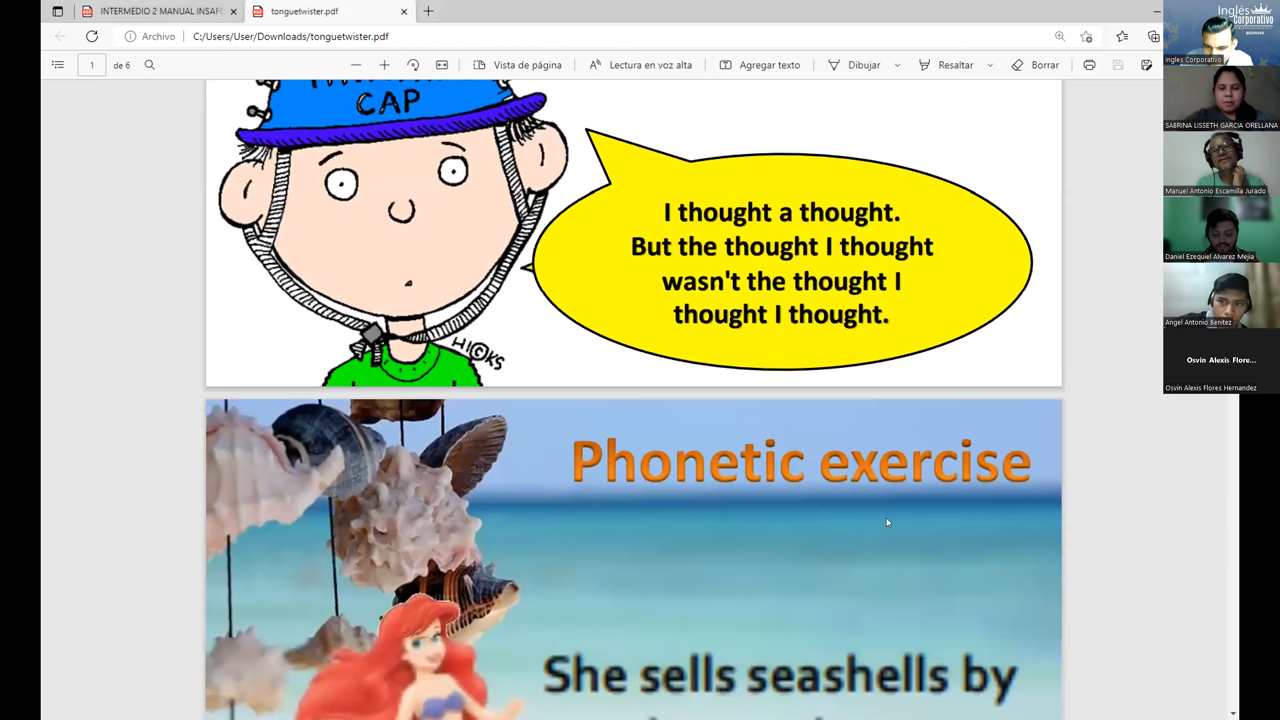 INTERMEDIO 2 MANUAL INSAFO
tonguetwister.pdf
Archivo
C:/Users/User/Downloads/tonguetwister.pdf
1
de 6
Vista de página
Lectura en voz alta
Agregar texto
Dibujar
Resaltar
Borrar
CAP
I thought a thought.
But the thought I thought
wasn't the thought I
thought I thought.
HICKS
Phonetic exercise
She sells seashells by
Inglés
Corporativo
Ingles Corporativo
SABRINA LISSETH GARCIA ORELLANA
Manuel Antonio Escamilla Jurado
Daniel Ezequiel Alvarez Mejia
Angel Antonio Benitez
Osvin Alexis Flore...
Osvin Alexis Flores Hernandez